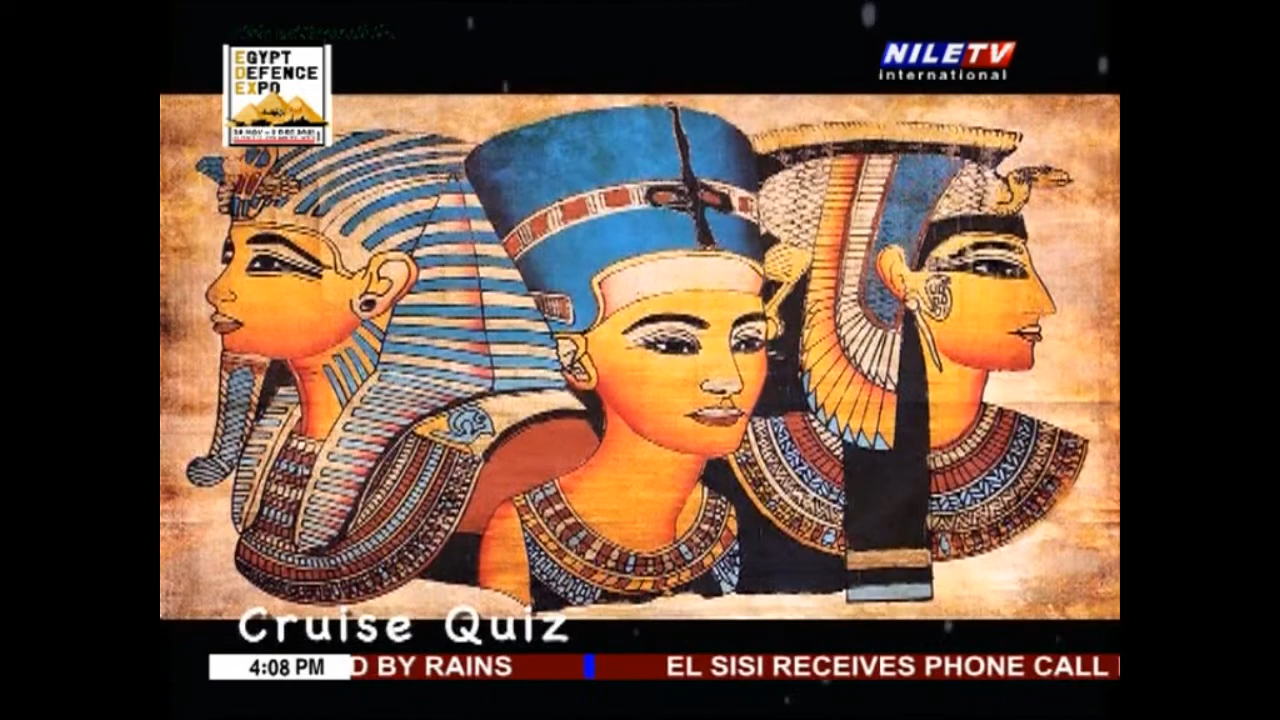 EGYPT
DEFENCE
EXPO
NILETV
international
Cruise Quiz
4:08 PM
D BY RAINS
EL SISI RECEIVES PHONE CALL